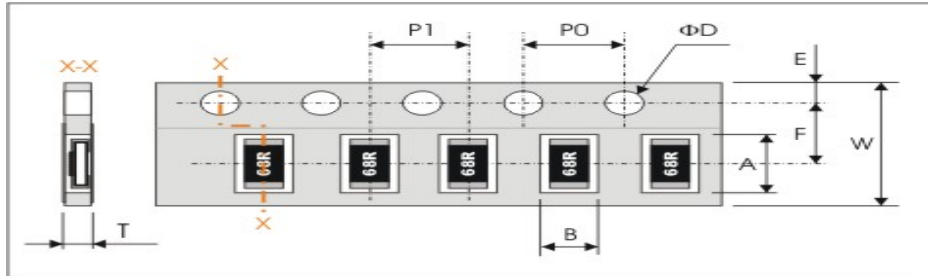 P1 P0 ΦD
X-X X E
F W
68R 68R 68R 68R 68R A
T X B